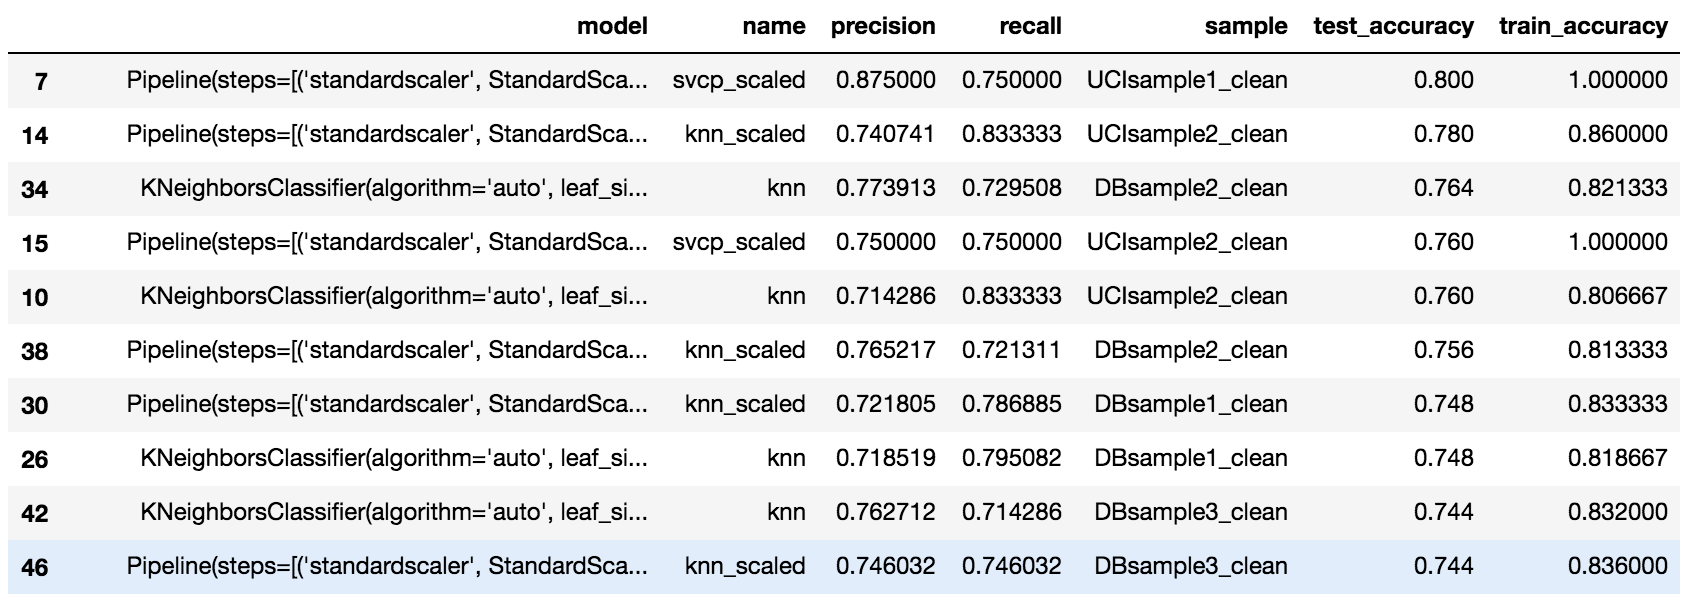 model name precision recall sample test_accuracy train_accuracy
7 Pipeline(steps=[('standardscaler', StandardSca... svcp_scaled 0.875000 0.750000 UCIsample1_clean 0.800 1.000000
14 Pipeline(steps=[('standardscaler', StandardSca... knn_scaled 0.740741 0.833333 UCIsample2_clean 0.780 0.860000
34 KNeighborsClassifier(algorithm='auto', leaf_si... knn 0.773913 0.729508 DBsample2_clean 0.764 0.821333
15 Pipeline(steps=[('standardscaler', StandardSca... svcp_scaled 0.750000 0.750000 UCIsample2_clean 0.760 1.000000
10 KNeighborsClassifier(algorithm='auto', leaf_si... knn 0.714286 0.833333 UCIsample2_clean 0.760 0.806667
38 Pipeline(steps=[('standardscaler', StandardSca... knn_scaled 0.765217 0.721311 DBsample2_clean 0.756 0.813333
30 Pipeline(steps=[('standardscaler', StandardSca... knn_scaled 0.721805 0.786885 DBsample1_clean 0.748 0.833333
26 KNeighborsClassifier(algorithm='auto', leaf_si... knn 0.718519 0.795082 DBsample1_clean 0.748 0.818667
42 KNeighborsClassifier(algorithm='auto', leaf_si... knn 0.762712 0.714286 DBsample3_clean 0.744 0.832000
46 Pipeline(steps=[('standardscaler', StandardSca... knn_scaled 0.746032 0.746032 DBsample3_clean 0.744 0.836000